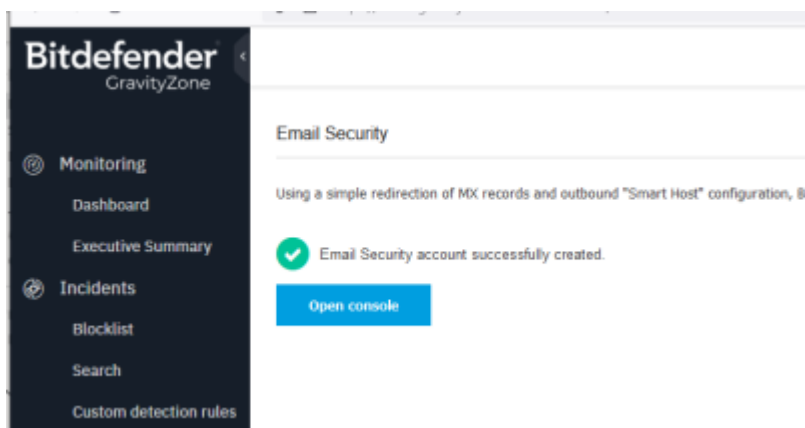 Bitdefender
GravityZone
Monitoring
Dashboard
Executive Summary
Incidents
Blocklist
Search
Custom detection rules
Email Security
Using a simple redirection of MX records and outbound "Smart Host" configuration, B
Email Security account successfully created.
Open console